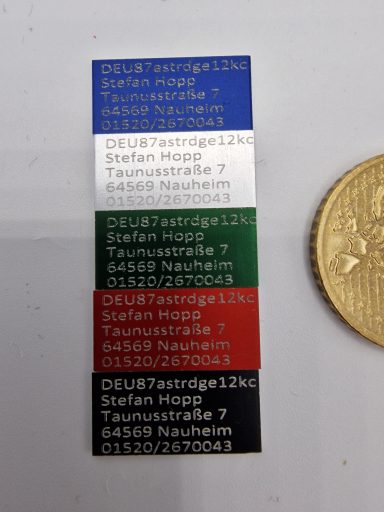 DEU87astrdge12kc
Stefan Hopp
Taunusstraße 7
64569 Nauheim
01520/2670043
DEU87astrdge12kc
Stefan Hopp
Taunusstraße 7
64569 Nauheim
01520/2670043
DEU87astrdge12kc
Stefan Hopp
Taunusstraße 7
64569 Nauheim
01520/2670043
DEU87astrdge12kc
Stefan Hopp
Taunusstraße 7
64569 Nauheim
01520/2670043
DEU87astrdge12kc
Stefan Hopp
Taunusstraße 7
64569 Nauheim
01520/2670043